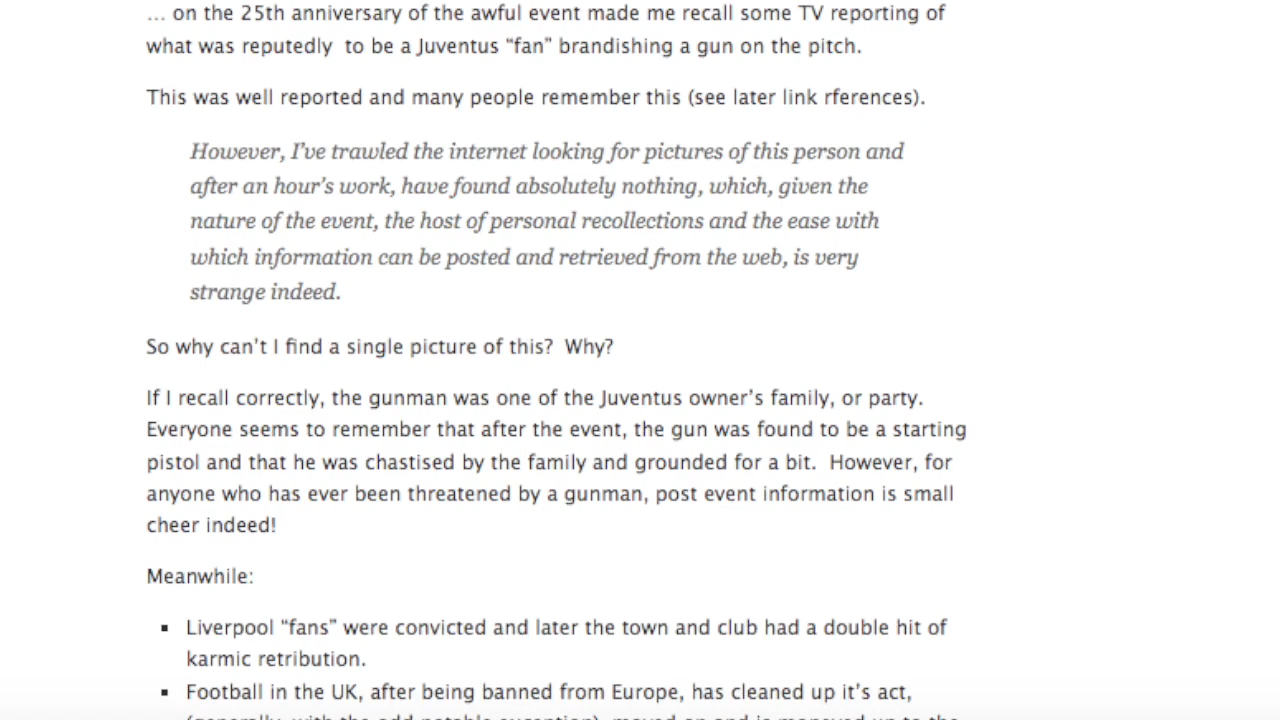 ... on the 25th anniversary of the awful event made me recall some TV reporting of
what was reputedly  to be a Juventus “fan” brandishing a gun on the pitch.
This was well reported and many people remember this (see later link rferences).
However, I’ve trawled the internet looking for pictures of this person and
after an hour’s work, have found absolutely nothing, which, given the
nature of the event, the host of personal recollections and the ease with
which information can be posted and retrieved from the web, is very
strange indeed.
So why can’t I find a single picture of this?  Why?
If I recall correctly, the gunman was one of the Juventus owner’s family, or party.
Everyone seems to remember that after the event, the gun was found to be a starting
pistol and that he was chastised by the family and grounded for a bit.  However, for
anyone who has ever been threatened by a gunman, post event information is small
cheer indeed!
Meanwhile:
▪ Liverpool “fans” were convicted and later the town and club had a double hit of
karmic retribution.
▪ Football in the UK, after being banned from Europe, has cleaned up it’s act,